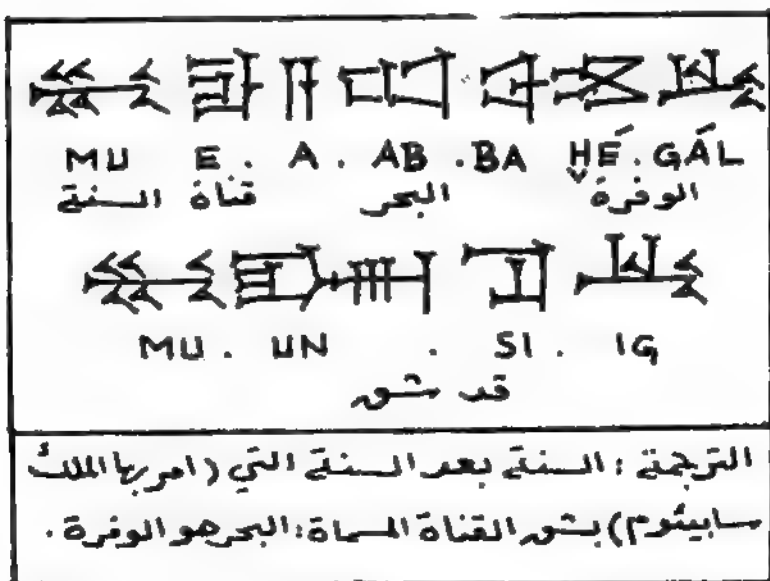 MU E . A . AB . BA ḪÉ . GÁL
السنة قناة البحر الوفرة
MU . UN . SI . IG
قد شق
الترجمة : السنة بعد السنة التي (امر بها الملك
سابيئوم) بشق القناة المسماة : البحر هو الوفرة .